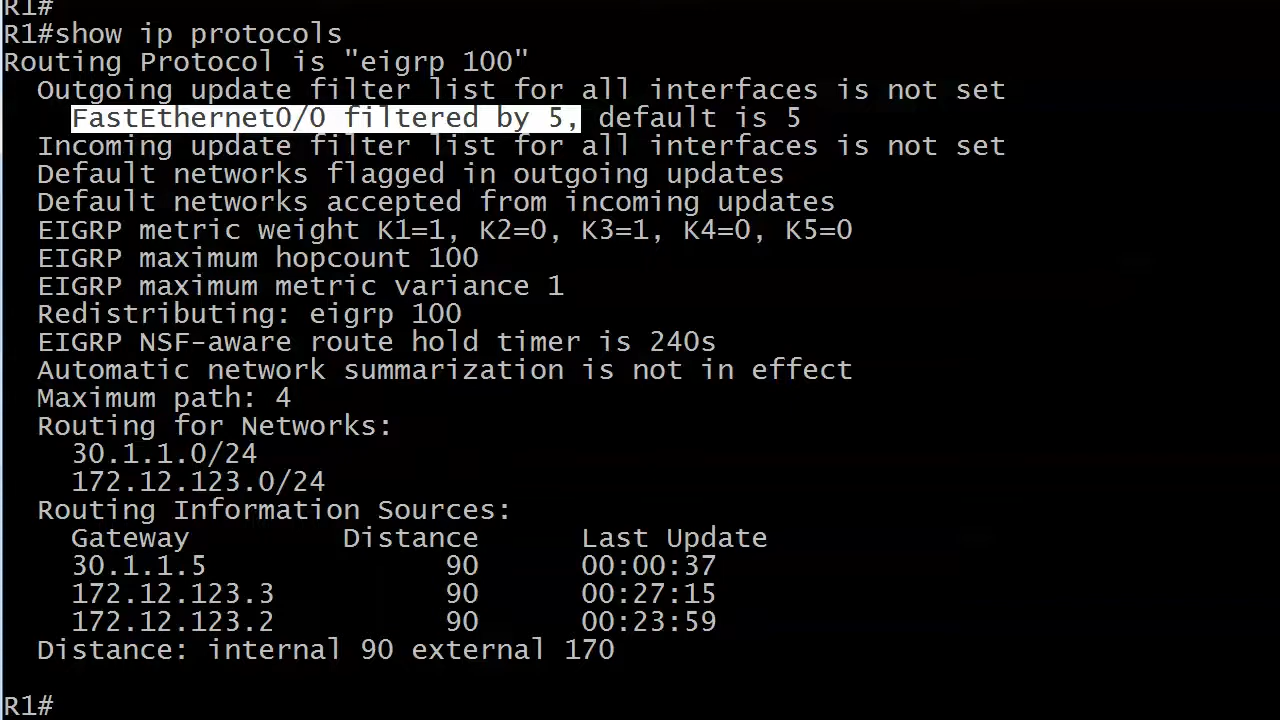 R1#
R1#show ip protocols
Routing Protocol is "eigrp 100"
Outgoing update filter list for all interfaces is not set
FastEthernet0/0 filtered by 5, default is 5
Incoming update filter list for all interfaces is not set
Default networks flagged in outgoing updates
Default networks accepted from incoming updates
EIGRP metric weight K1=1, K2=0, K3=1, K4=0, K5=0
EIGRP maximum hopcount 100
EIGRP maximum metric variance 1
Redistributing: eigrp 100
EIGRP NSF-aware route hold timer is 240s
Automatic network summarization is not in effect
Maximum path: 4
Routing for Networks:
30.1.1.0/24
172.12.123.0/24
Routing Information Sources:
Gateway Distance Last Update
30.1.1.5 90 00:00:37
172.12.123.3 90 00:27:15
172.12.123.2 90 00:23:59
Distance: internal 90 external 170
R1#